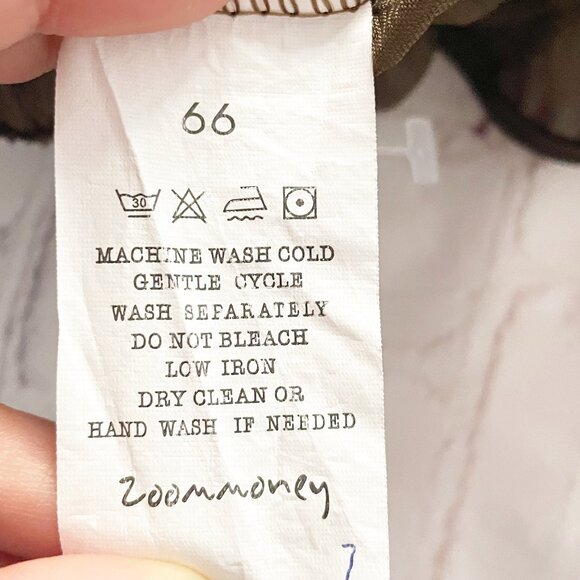 66
30
MACHINE WASH COLD
GENTLE CYCLE
WASH SEPARATELY
DO NOT BLEACH
LOW IRON
DRY CLEAN OR
HAND WASH IF NEEDED
zoommoney